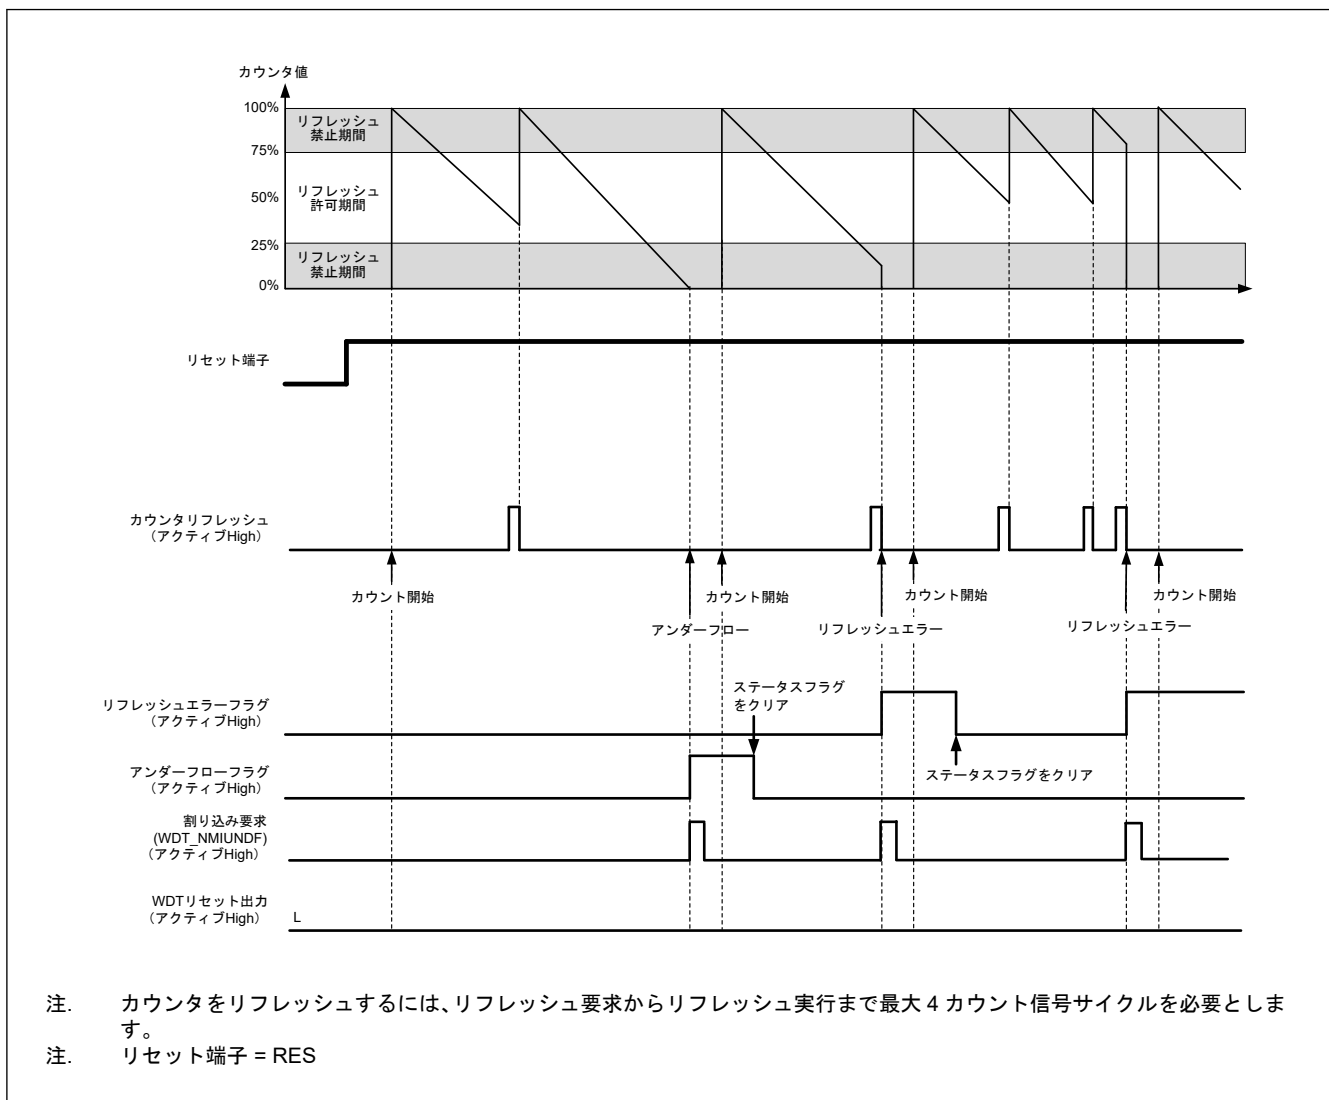 カウンタ値
100%
リフレッシュ
禁止期間
75%
リフレッシュ
許可期間
50%
25%
リフレッシュ
禁止期間
0%
リセット端子
カウンタリフレッシュ
（アクティブHigh）
カウント開始
カウント開始
カウント開始
カウント開始
アンダーフロー
リフレッシュエラー
リフレッシュエラー
ステータスフラグ
をクリア
リフレッシュエラーフラグ
（アクティブHigh）
アンダーフローフラグ
（アクティブHigh）
ステータスフラグをクリア
割り込み要求
(WDT_NMIUNDF)
（アクティブHigh）
WDTリセット出力
（アクティブHigh）
L
注. カウンタをリフレッシュするには、リフレッシュ要求からリフレッシュ実行まで最大 4 カウント信号サイクルを必要としま
す。
注. リセット端子 = RES